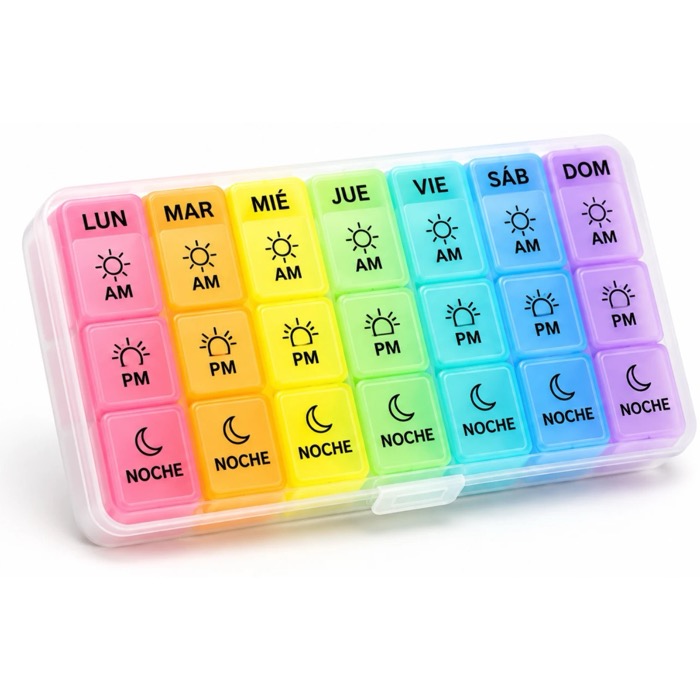 LUN MAR MIÉ JUE VIE SÁB DOM
AM AM AM AM AM AM AM
PM PM PM PM PM PM PM
NOCHE NOCHE NOCHE NOCHE NOCHE NOCHE NOCHE